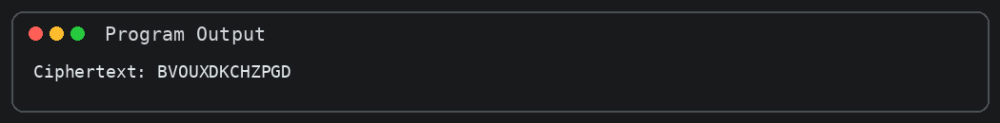 Program Output
Ciphertext: BVOUXDKCHZPGD